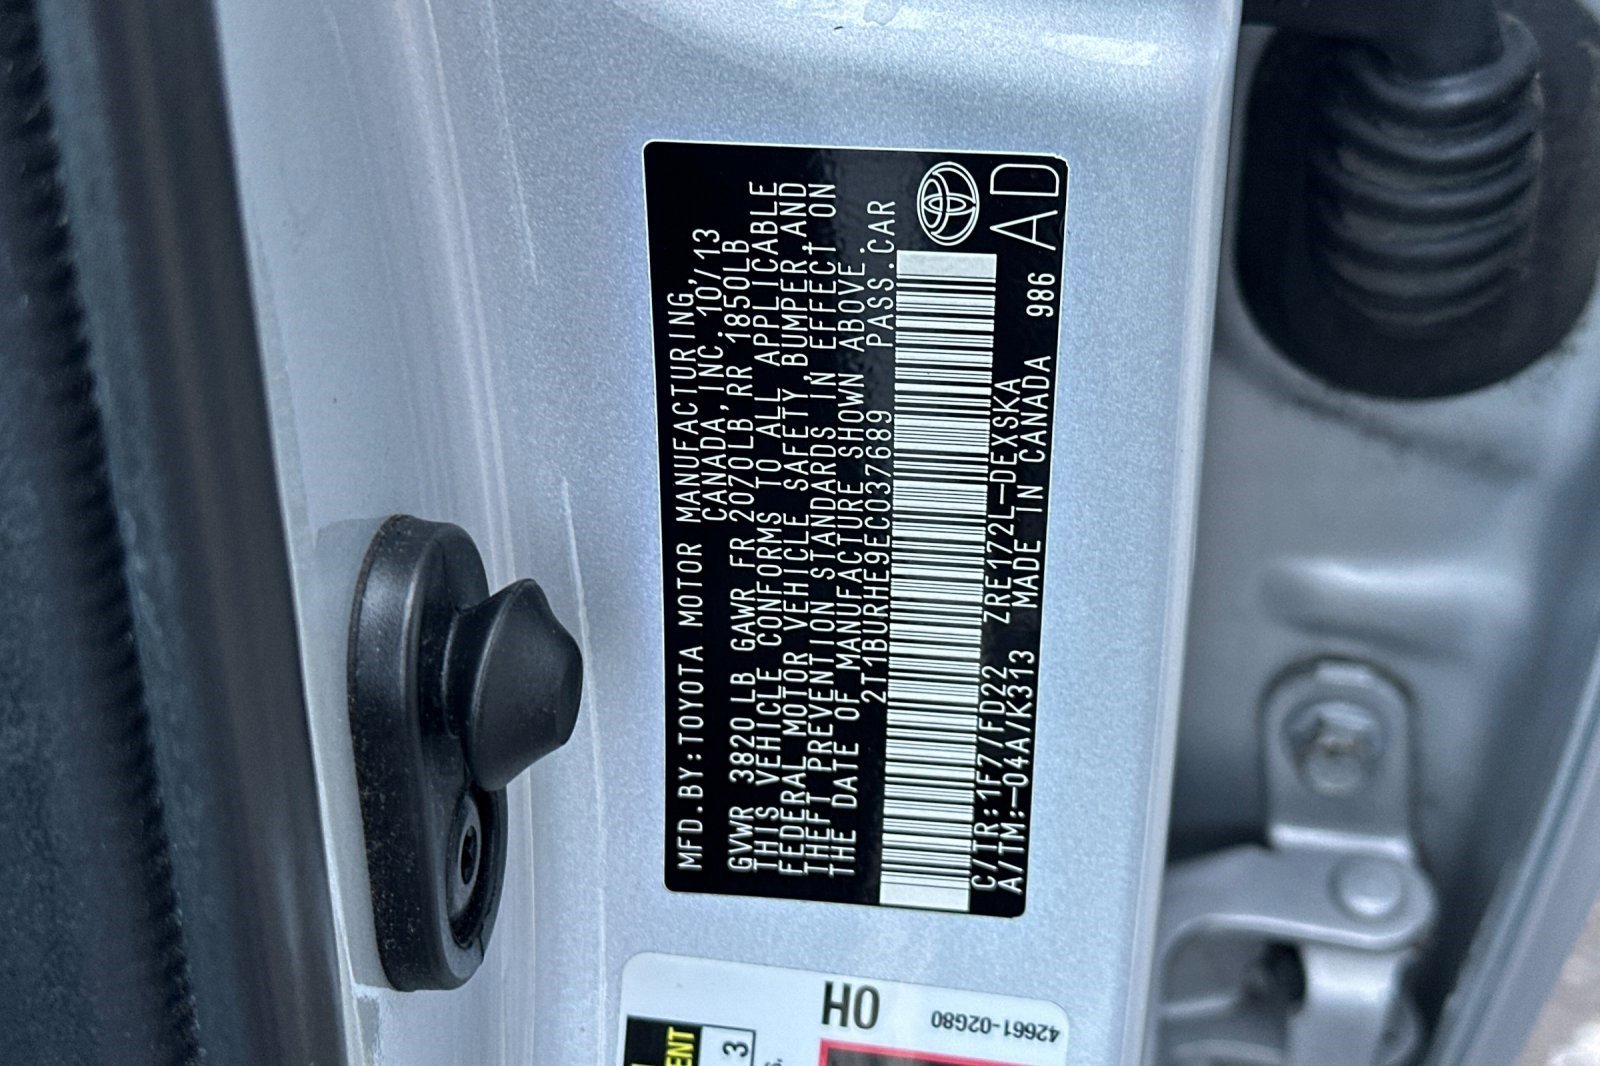 MFD.BY:TOYOTA MOTOR MANUFACTURING,
CANADA,INC. 10/13
GVWR 3820 LB GAWR FR 2070LB,RR 1850LB
THIS VEHICLE CONFORMS TO ALL APPLICABLE
FEDERAL MOTOR VEHICLE SAFETY,BUMPER,AND
THEFT PREVENTION STANDARDS IN EFFECT ON
THE DATE OF MANUFACTURE SHOWN ABOVE.
2T1BURHE9EC037689 PASS.CAR
C/TR:1F7/FD22 ZRE172L-DEXSKA
A/TM:-04A/K313 MADE IN CANADA 986 AD
0H
42661-02G80
3